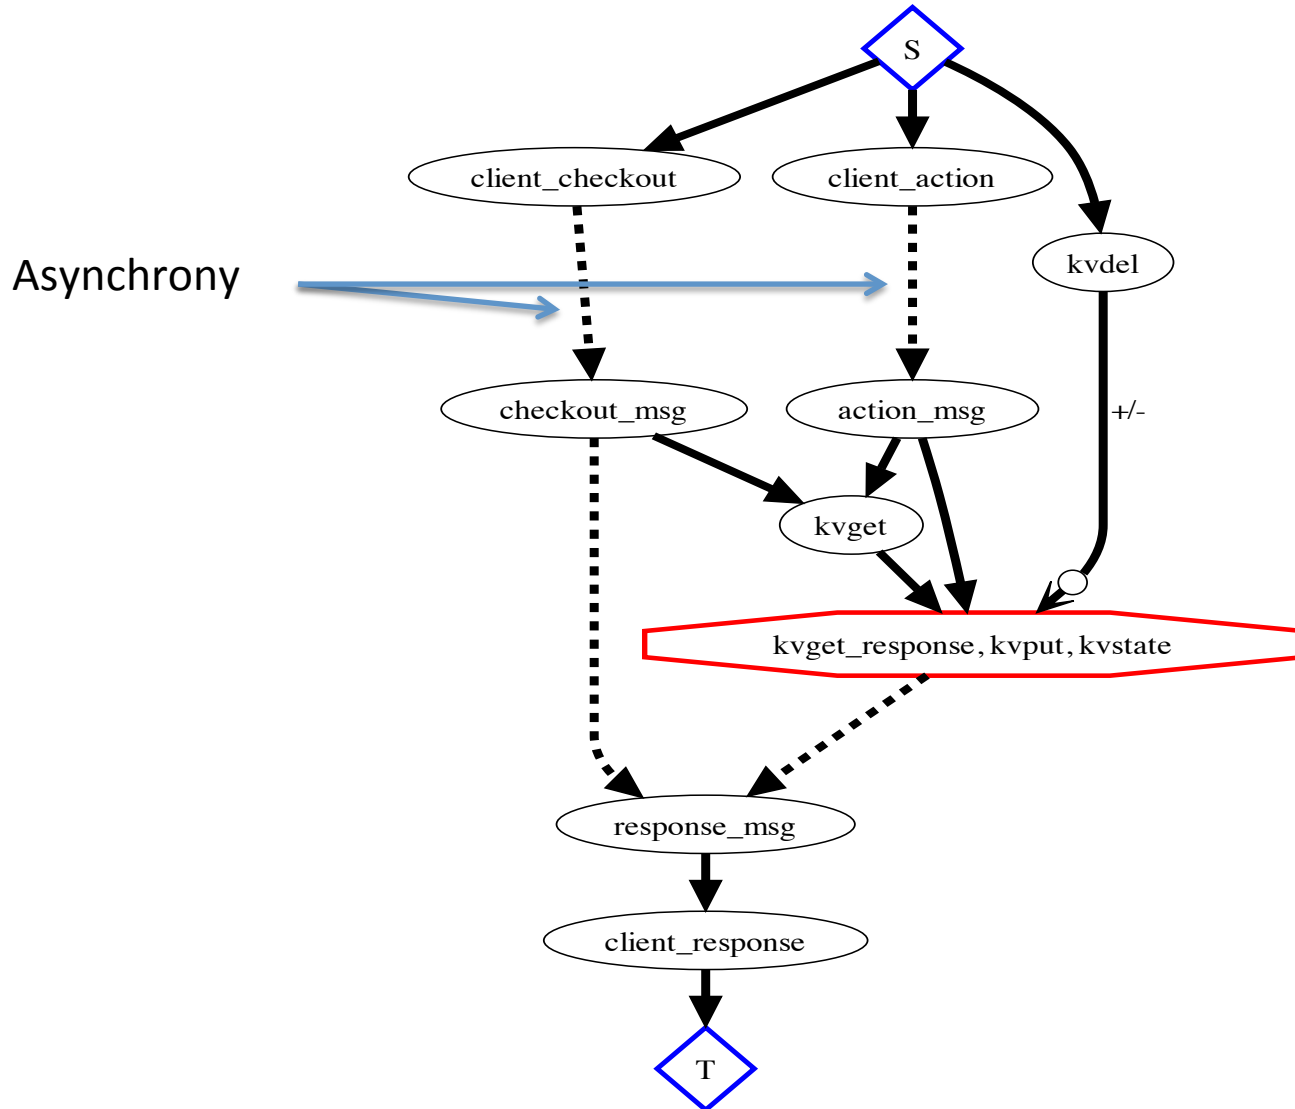 S
client_checkout
client_action
kvdel
Asynchrony
checkout_msg
action_msg
+/-
kvget
kvget_response, kvput, kvstate
response_msg
client_response
T